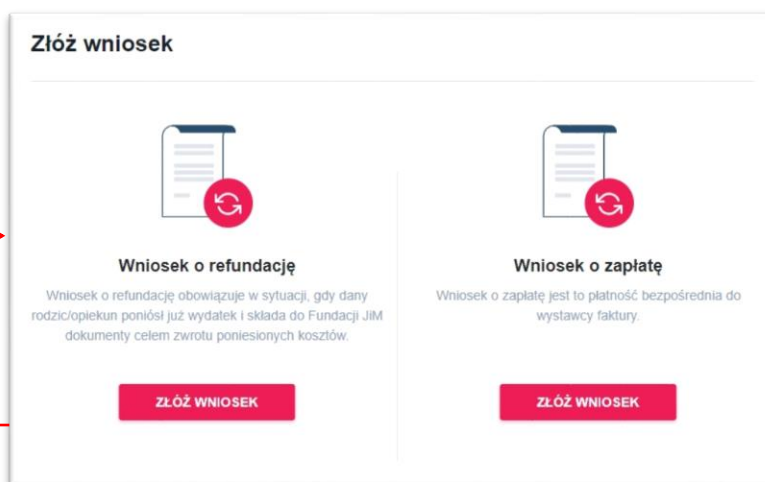 Złóż wniosek
Wniosek o refundację
Wniosek o refundację obowiązuje w sytuacji, gdy dany
rodzic/opiekun poniósł już wydatek i składa do Fundacji JiM
dokumenty celem zwrotu poniesionych kosztów.
ZŁÓŻ WNIOSEK
Wniosek o zapłatę
Wniosek o zapłatę jest to płatność bezpośrednia do
wystawcy faktury.
ZŁÓŻ WNIOSEK